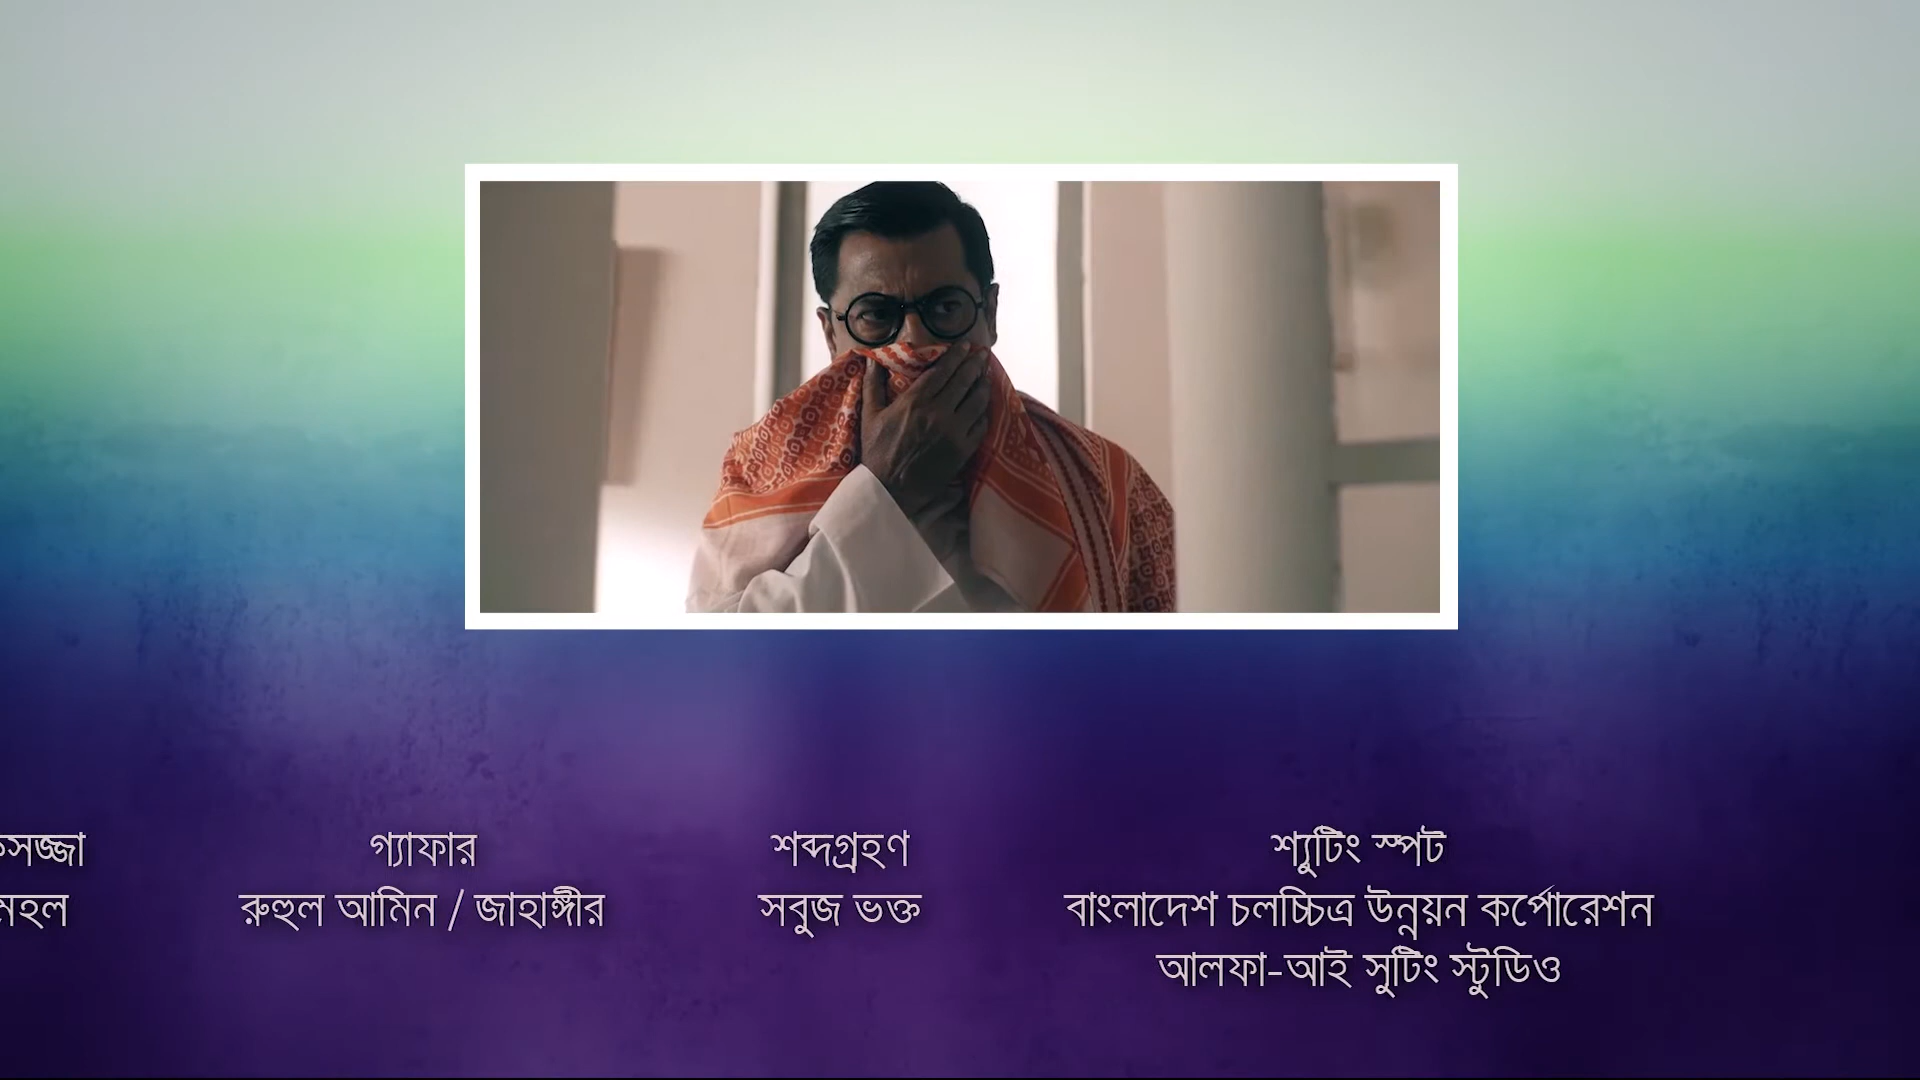 সজ্জা
মহল
গ্যাফার
রুহুল আমিন / জাহাঙ্গীর
শব্দগ্রহণ
সবুজ ভক্ত
শ্যুটিং স্পট
বাংলাদেশ চলচ্চিত্র উন্নয়ন কর্পোরেশন
আলফা-আই সুটিং স্টুডিও